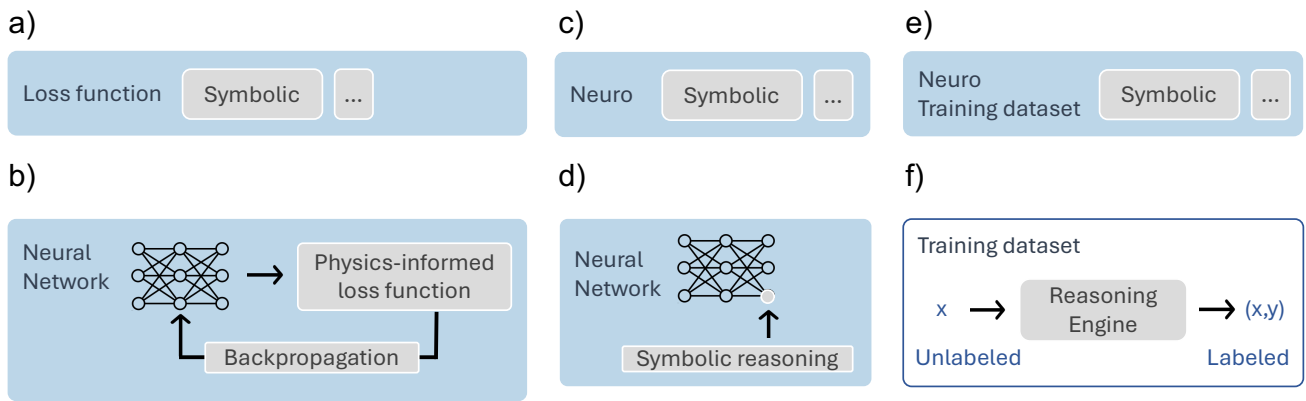 a)
Loss function Symbolic ...
b)
Neural
Network
Physics-informed
loss function
Backpropagation
c)
Neuro Symbolic ...
d)
Neural
Network
Symbolic reasoning
e)
Neuro
Training dataset Symbolic ...
f)
Training dataset
x Reasoning
Engine (x,y)
Unlabeled Labeled